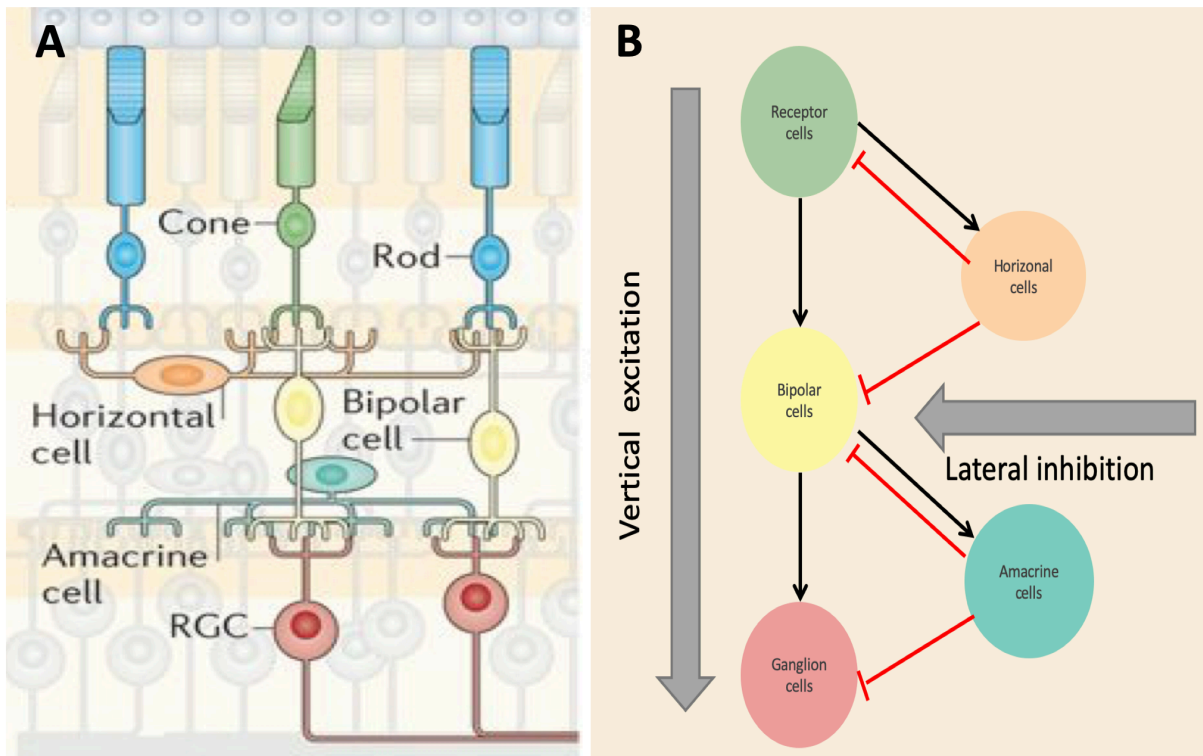 A
Cone
Rod
Horizontal
cell
Bipolar
cell
Amacrine
cell
RGC
B
Vertical excitation
Receptor
cells
Horizonal
cells
Bipolar
cells
Lateral inhibition
Amacrine
cells
Ganglion
cells